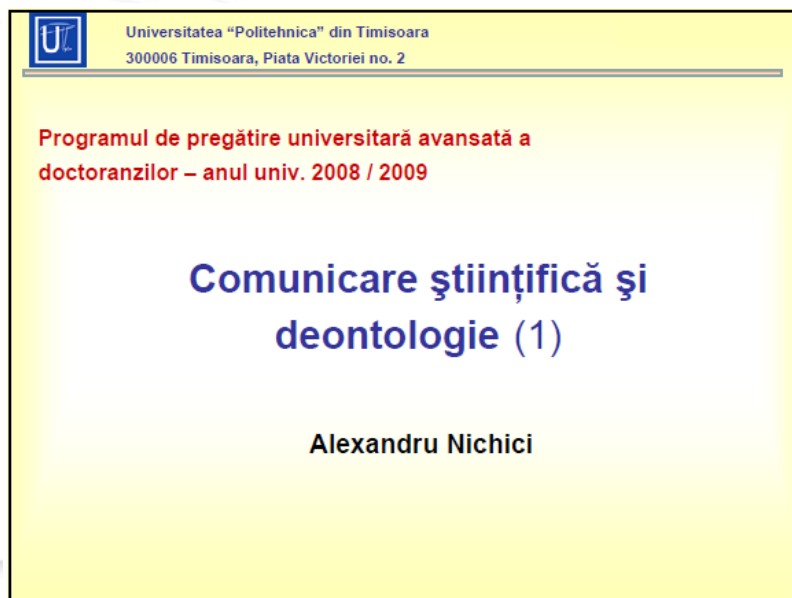 Universitatea “Politehnica” din Timisoara
300006 Timisoara, Piata Victoriei no. 2
Programul de pregătire universitară avansată a
doctoranzilor – anul univ. 2008 / 2009
Comunicare ştiinţifică şi
deontologie (1)
Alexandru Nichici